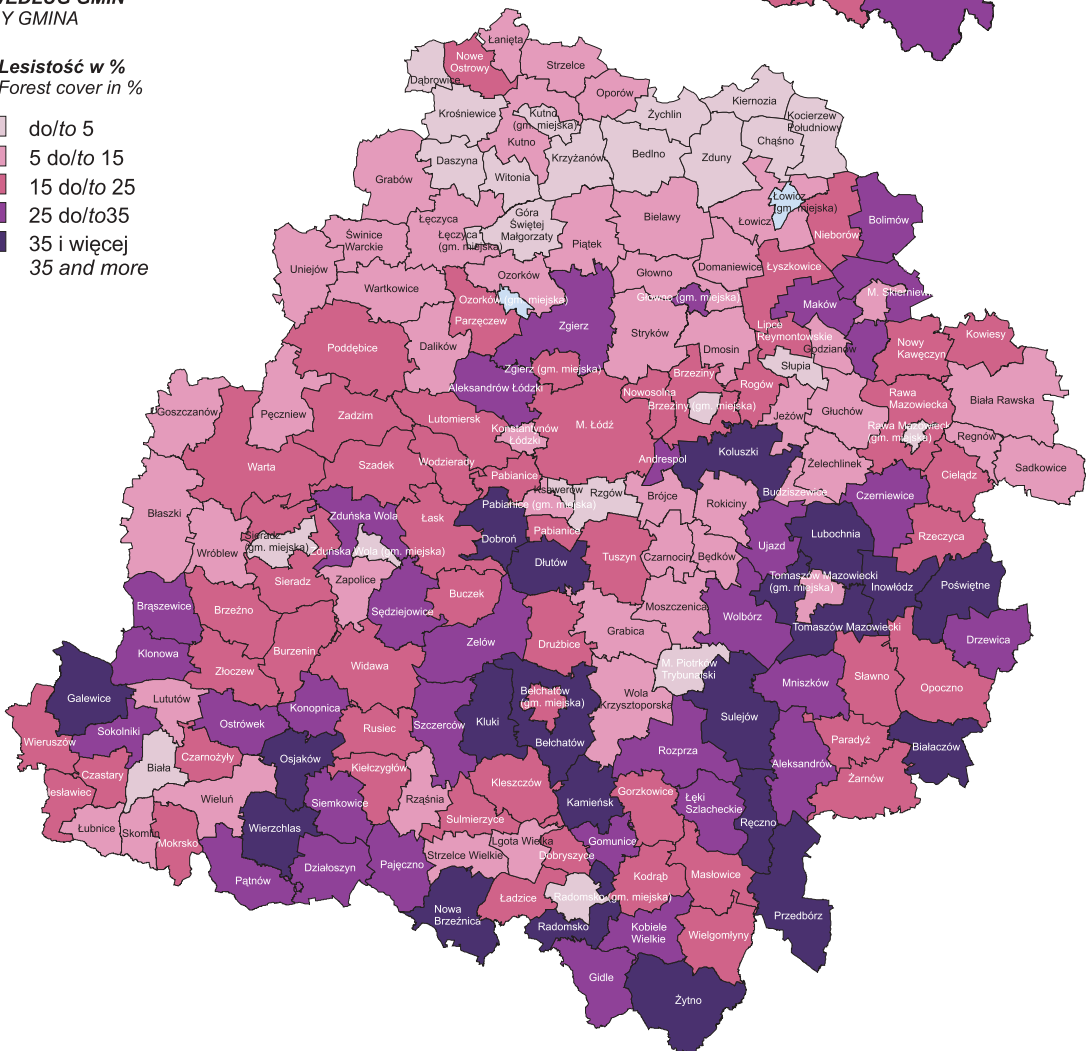 WEDŁUG GMIN
Y GMINA
Lesistość w %
Forest cover in %
do/to 5
5 do/to 15
15 do/to 25
25 do/to35
35 i więcej
35 and more
Łanięta
Nowe
Ostrowy
Strzelce
Dąbrowice
Oporów
Krośniewice
Kutno
(gm. miejska)
Kutno
Żychlin
Kiernozia
Kocierzew
Południowy
Chąśno
Daszyna
Krzyżanów
Bedlno
Zduny
Witonia
Grabów
Łowicz
(gm. miejska)
Łęczyca
Góra
Świętej
Małgorzaty
Bielawy
Łowicz
Bolimów
Nieborów
Świnice
Warckie
Łęczyca
(gm. miejska)
Piątek
Uniejów
Ozorków
Głowno
Domaniewice
Łyszkowice
Wartkowice
Ozorków (gm. miejska)
Głowno (gm. miejska)
Maków
M. Skierniew
Parzęczew
Zgierz
Stryków
Lipce
Reymontowskie
Poddębice
Dalików
Dmosin
Godzianów
Nowy
Kawęczyn
Kowiesy
Zgierz (gm. miejska)
Brzeziny
Słupia
Aleksandrów Łódzki
Nowosolna
Rogów
Brzeziny (gm. miejska)
Rawa
Mazowiecka
Biała Rawska
Goszczanów
Pęczniew
Zadzim
Lutomiersk
Konstantynów
Łódzki
M. Łódź
Jeżów
Głuchów
Rawa Mazowieck
(gm. miejska)
Regnów
Warta
Szadek
Wodzierady
Andrespol
Koluszki
Żelechlinek
Sadkowice
Pabianice
Cielądz
Ksawerów
Rzgów
Brójce
Rokiciny
Budziszewice
Czerniewice
Pabianice (gm. miejska)
Błaszki
Zduńska Wola
Łask
Pabianice
Dobroń
Sieradz
(gm. miejska)
Wróblew
Zduńska Wola (gm. miejska)
Lubochnia
Rzeczyca
Ujazd
Dłutów
Tuszyn
Czarnocin
Będków
Sieradz
Zapolice
Buczek
Tomaszów Mazowiecki
(gm. miejska)
Inowłódz
Poświętne
Brąszewice
Brzeźno
Sędziejowice
Moszczenica
Wolbórz
Tomaszów Mazowiecki
Grabica
Drzewica
Klonowa
Burzenin
Zelów
Drużbice
Złoczew
Widawa
M. Piotrków
Trybunalski
Mniszków
Sławno
Opoczno
Galewice
Lututów
Bełchatów
(gm. miejska)
Wola
Krzysztoporska
Konopnica
Ostrówek
Szczerców
Kluki
Sulejów
Sokolniki
Rusiec
Wieruszów
Bełchatów
Paradyż
Białaczów
Czarnożyły
Osjaków
Rozprza
Aleksandrów
Biała
Kiełczygłów
Czastary
Żarnów
Kleszczów
lesławiec
Wieluń
Siemkowice
Rząśnia
Kamieńsk
Gorzkowice
Łęki
Szlacheckie
Sulmierzyce
Ręczno
Łubnice
Skomlin
Mokrsko
Wierzchlas
Lgota Wielka
Gomunice
Strzelce Wielkie
Dobryszyce
Pajęczno
Działoszyn
Pątnów
Kodrąb
Masłowice
Ładzice
Radomsko (gm. miejska)
Nowa
Brzeźnica
Przedbórz
Radomsko
Kobiele
Wielkie
Wielgomłyny
Gidle
Żytno